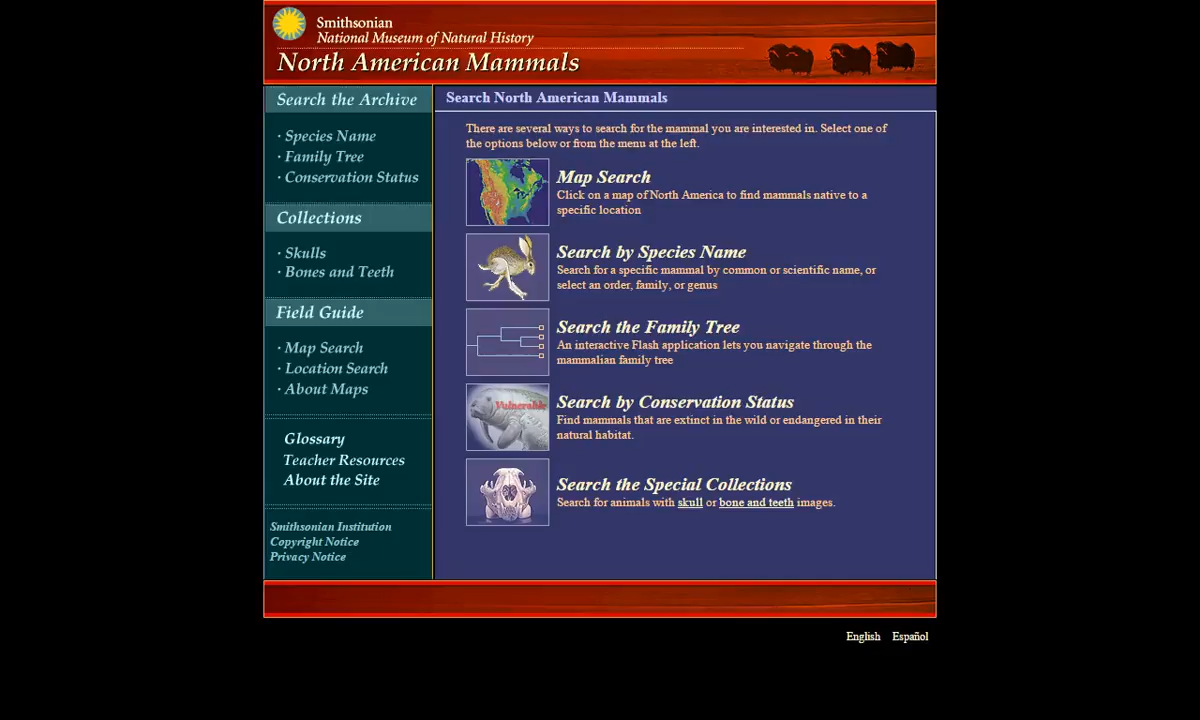 Smithsonian
National Museum of Natural History
North American Mammals
Search the Archive
· Species Name
· Family Tree
· Conservation Status
Collections
· Skulls
· Bones and Teeth
Field Guide
· Map Search
· Location Search
· About Maps
Glossary
Teacher Resources
About the Site
Smithsonian Institution
Copyright Notice
Privacy Notice
Search North American Mammals
There are several ways to search for the mammal you are interested in. Select one of
the options below or from the menu at the left.
Map Search
Click on a map of North America to find mammals native to a
specific location
Search by Species Name
Search for a specific mammal by common or scientific name, or
select an order, family, or genus
Search the Family Tree
An interactive Flash application lets you navigate through the
mammalian family tree
Vulnerable
Search by Conservation Status
Find mammals that are extinct in the wild or endangered in their
natural habitat.
Search the Special Collections
Search for animals with skull or bone and teeth images.
English Español